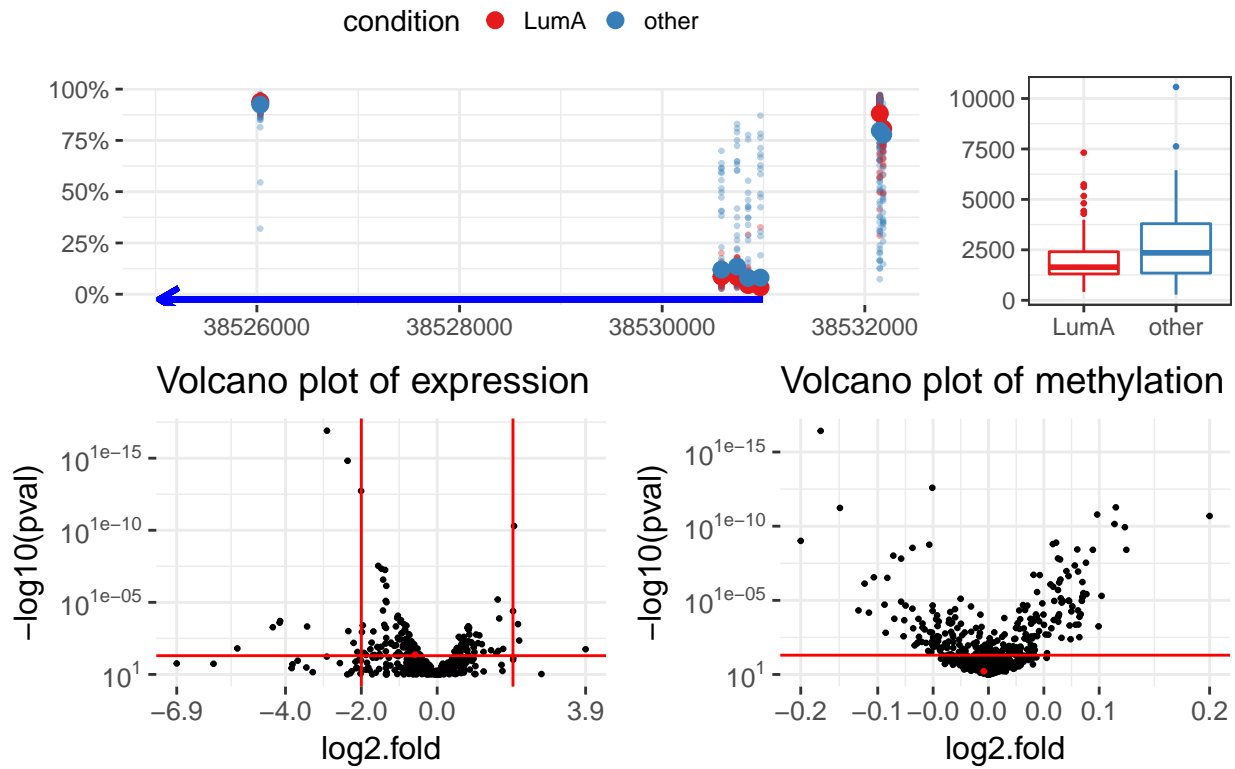 condition LumA other
100%
75%
50%
25%
0%
38526000 38528000 38530000 38532000
10000
7500
5000
2500
0
LumA other
Volcano plot of expression
−log10(pval)
10^1e−15
10^1e−10
10^1e−05
10^1
−6.9 −4.0 −2.0 0.0 3.9
log2.fold
Volcano plot of methylation
−log10(pval)
10^1e−15
10^1e−10
10^1e−05
10^1
−0.2 −0.1 −0.0 0.0 0.0 0.1 0.2
log2.fold